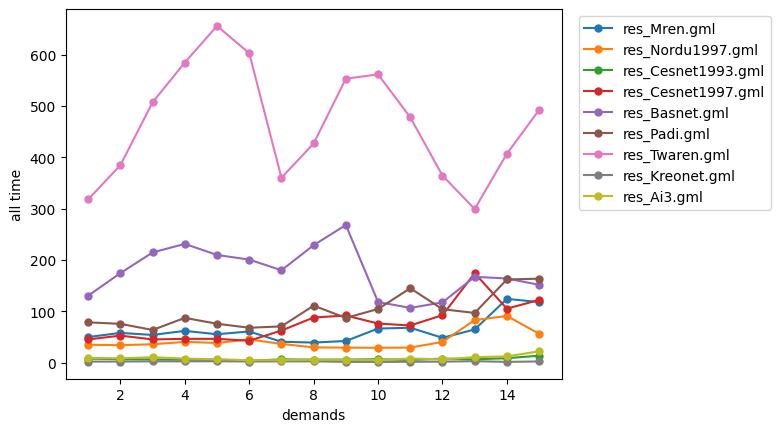 600
500
400
300
200
100
0
all time
2
4
6
8
10
12
14
demands
res_Mren.gml
res_Nordu1997.gml
res_Cesnet1993.gml
res_Cesnet1997.gml
res_Basnet.gml
res_Padi.gml
res_Twaren.gml
res_Kreonet.gml
res_Ai3.gml